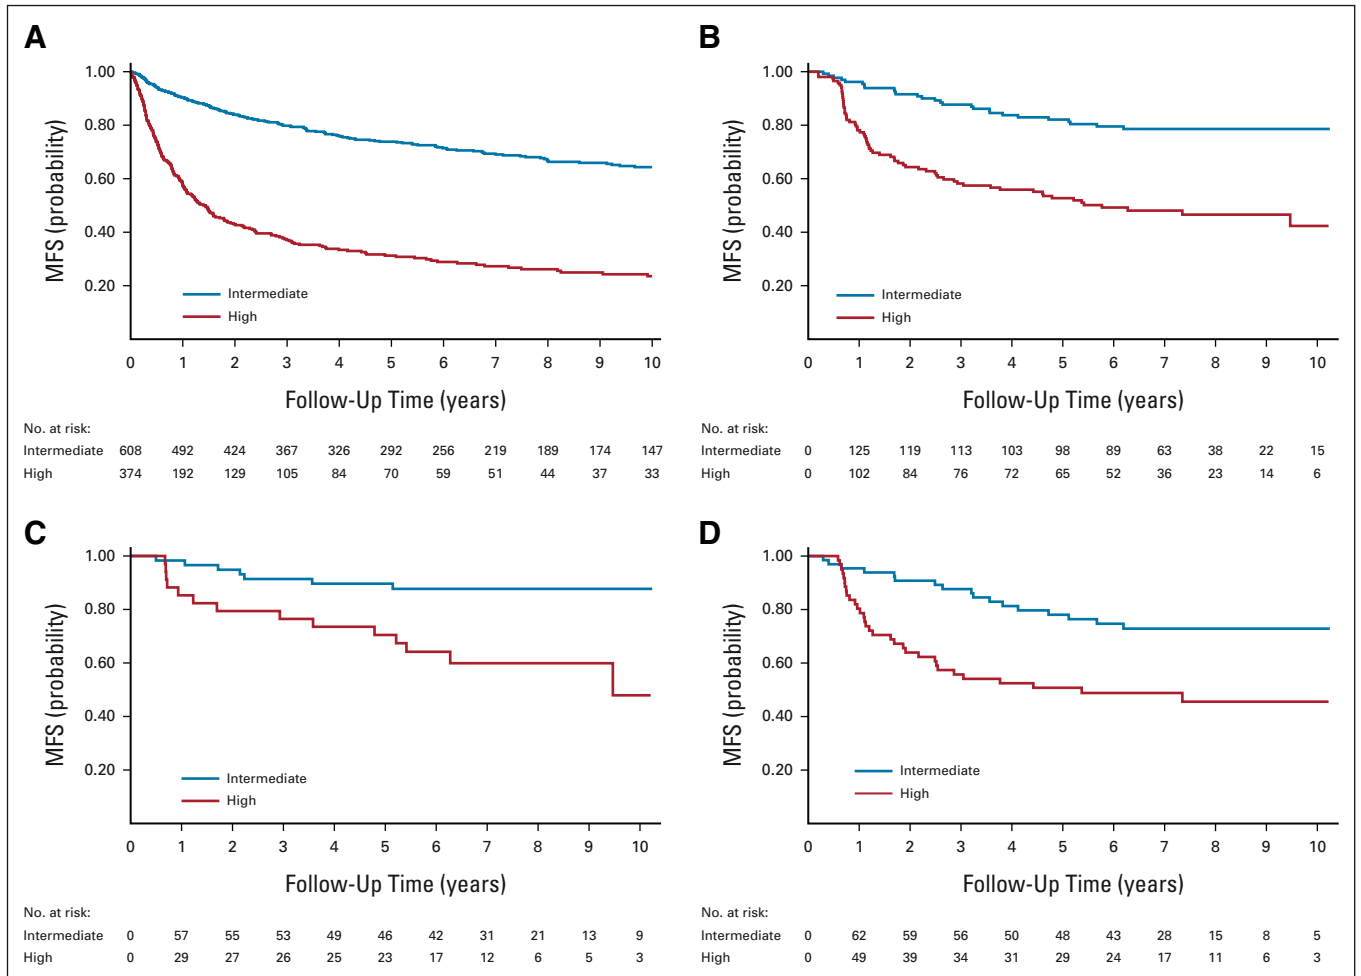 A
1.00
0.80
0.60
0.40
0.20
MFS (probability)
Intermediate
High
0 1 2 3 4 5 6 7 8 9 10
Follow-Up Time (years)
No. at risk:
Intermediate 608 492 424 367 326 292 256 219 189 174 147
High 374 192 129 105 84 70 59 51 44 37 33
B
1.00
0.80
0.60
0.40
0.20
MFS (probability)
Intermediate
High
0 1 2 3 4 5 6 7 8 9 10
Follow-Up Time (years)
No. at risk:
Intermediate 0 125 119 113 103 98 89 63 38 22 15
High 0 102 84 76 72 65 52 36 23 14 6
C
1.00
0.80
0.60
0.40
0.20
MFS (probability)
Intermediate
High
0 1 2 3 4 5 6 7 8 9 10
Follow-Up Time (years)
No. at risk:
Intermediate 0 57 55 53 49 46 42 31 21 13 9
High 0 29 27 26 25 23 17 12 6 5 3
D
1.00
0.80
0.60
0.40
0.20
MFS (probability)
Intermediate
High
0 1 2 3 4 5 6 7 8 9 10
Follow-Up Time (years)
No. at risk:
Intermediate 0 62 59 56 50 48 43 28 15 8 5
High 0 49 39 34 31 29 24 17 11 6 3